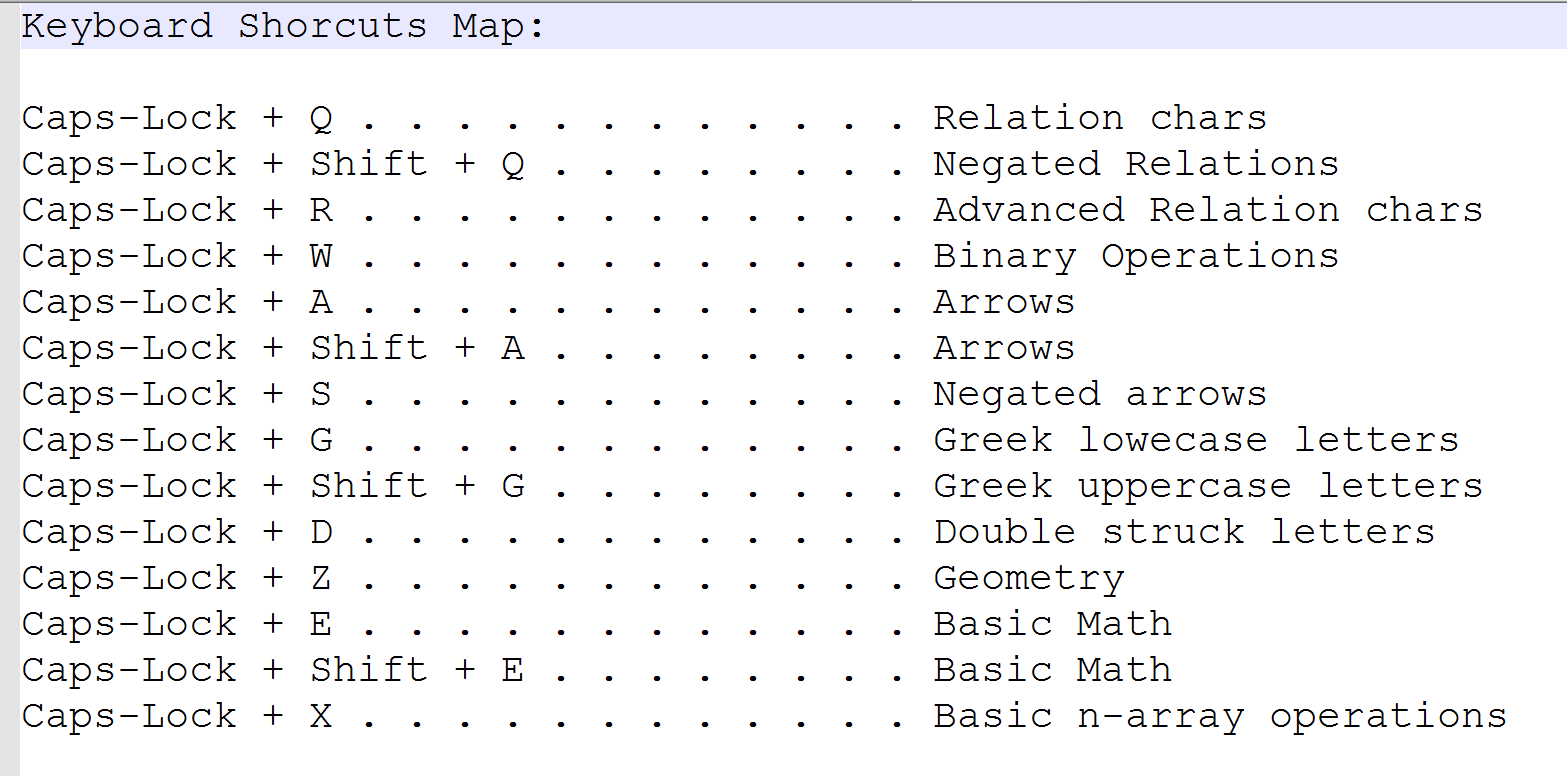 Keyboard Shorcuts Map:
Caps-Lock + Q . . . . . . . . . . . . Relation chars
Caps-Lock + Shift + Q . . . . . . . . Negated Relations
Caps-Lock + R . . . . . . . . . . . . Advanced Relation chars
Caps-Lock + W . . . . . . . . . . . . Binary Operations
Caps-Lock + A . . . . . . . . . . . . Arrows
Caps-Lock + Shift + A . . . . . . . . Arrows
Caps-Lock + S . . . . . . . . . . . . Negated arrows
Caps-Lock + G . . . . . . . . . . . . Greek lowecase letters
Caps-Lock + Shift + G . . . . . . . . Greek uppercase letters
Caps-Lock + D . . . . . . . . . . . . Double struck letters
Caps-Lock + Z . . . . . . . . . . . . Geometry
Caps-Lock + E . . . . . . . . . . . . Basic Math
Caps-Lock + Shift + E . . . . . . . . Basic Math
Caps-Lock + X . . . . . . . . . . . . Basic n-array operations